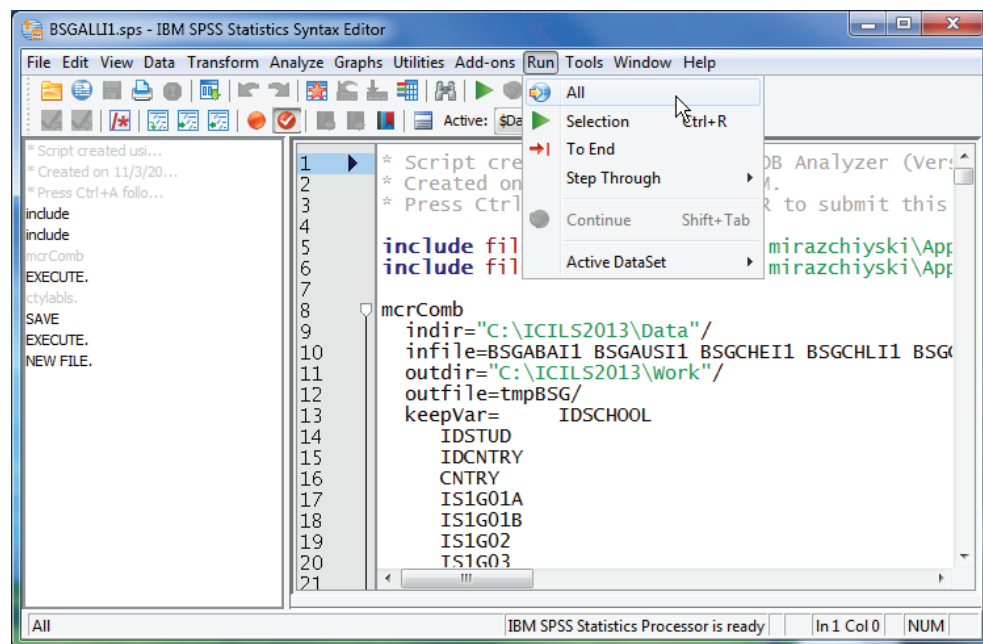 BSGALLI1.sps - IBM SPSS Statistics Syntax Editor
File Edit View Data Transform Analyze Graphs Utilities Add-ons Run Tools Window Help
Active: $Da
All
Selection Ctrl+R
To End
Step Through
Continue Shift+Tab
Active DataSet
* Script created usi...
* Created on 11/3/20...
* Press Ctrl+A follo...
include
include
mcrComb
EXECUTE.
ctylabls.
SAVE
EXECUTE.
NEW FILE.
1 * Script cre DB Analyzer (Ver
2 * Created on M.
3 * Press Ctrl R to submit this
4
5 include fil mirazchiyski\App
6 include fil mirazchiyski\App
7
8 mcrComb
9 indir="C:\ICILS2013\Data"/
10 infile=BSGABAI1 BSGAUSI1 BSGCHEI1 BSGCHLI1 BSG
11 outdir="C:\ICILS2013\Work"/
12 outfile=tmpBSG/
13 keepVar= IDSCHOOL
14 IDSTUD
15 IDCNTRY
16 CNTRY
17 IS1G01A
18 IS1G01B
19 IS1G02
20 IS1G03
21
All IBM SPSS Statistics Processor is ready In 1 Col 0 NUM